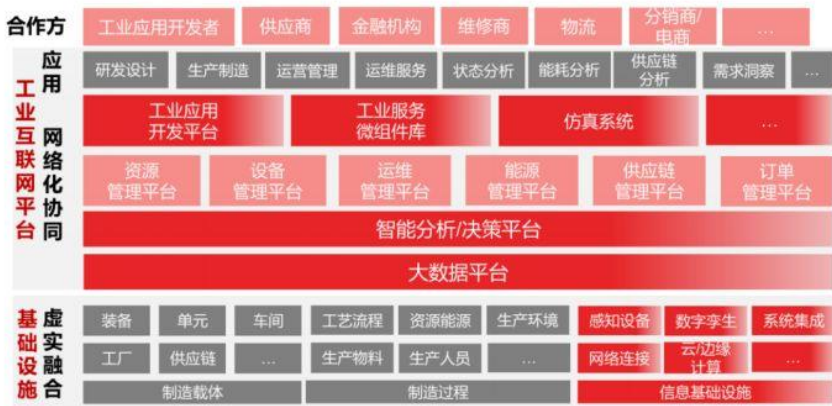 合作方
工业应用开发者
供应商
金融机构
维修商
物流
分销商/
电商
…
工业互联网平台
应用
研发设计
生产制造
运营管理
运维服务
状态分析
能耗分析
供应链
分析
需求洞察
…
网络化协同
工业应用
开发平台
工业服务
微组件库
仿真系统
…
资源
管理平台
设备
管理平台
运维
管理平台
能源
管理平台
供应链
管理平台
订单
管理平台
智能分析/决策平台
大数据平台
基础设施
虚实融合
装备
单元
车间
工艺流程
资源能源
生产环境
感知设备
数字孪生
系统集成
工厂
供应链
…
生产物料
生产人员
…
网络连接
云/边缘
计算
…
制造载体
制造过程
信息基础设施